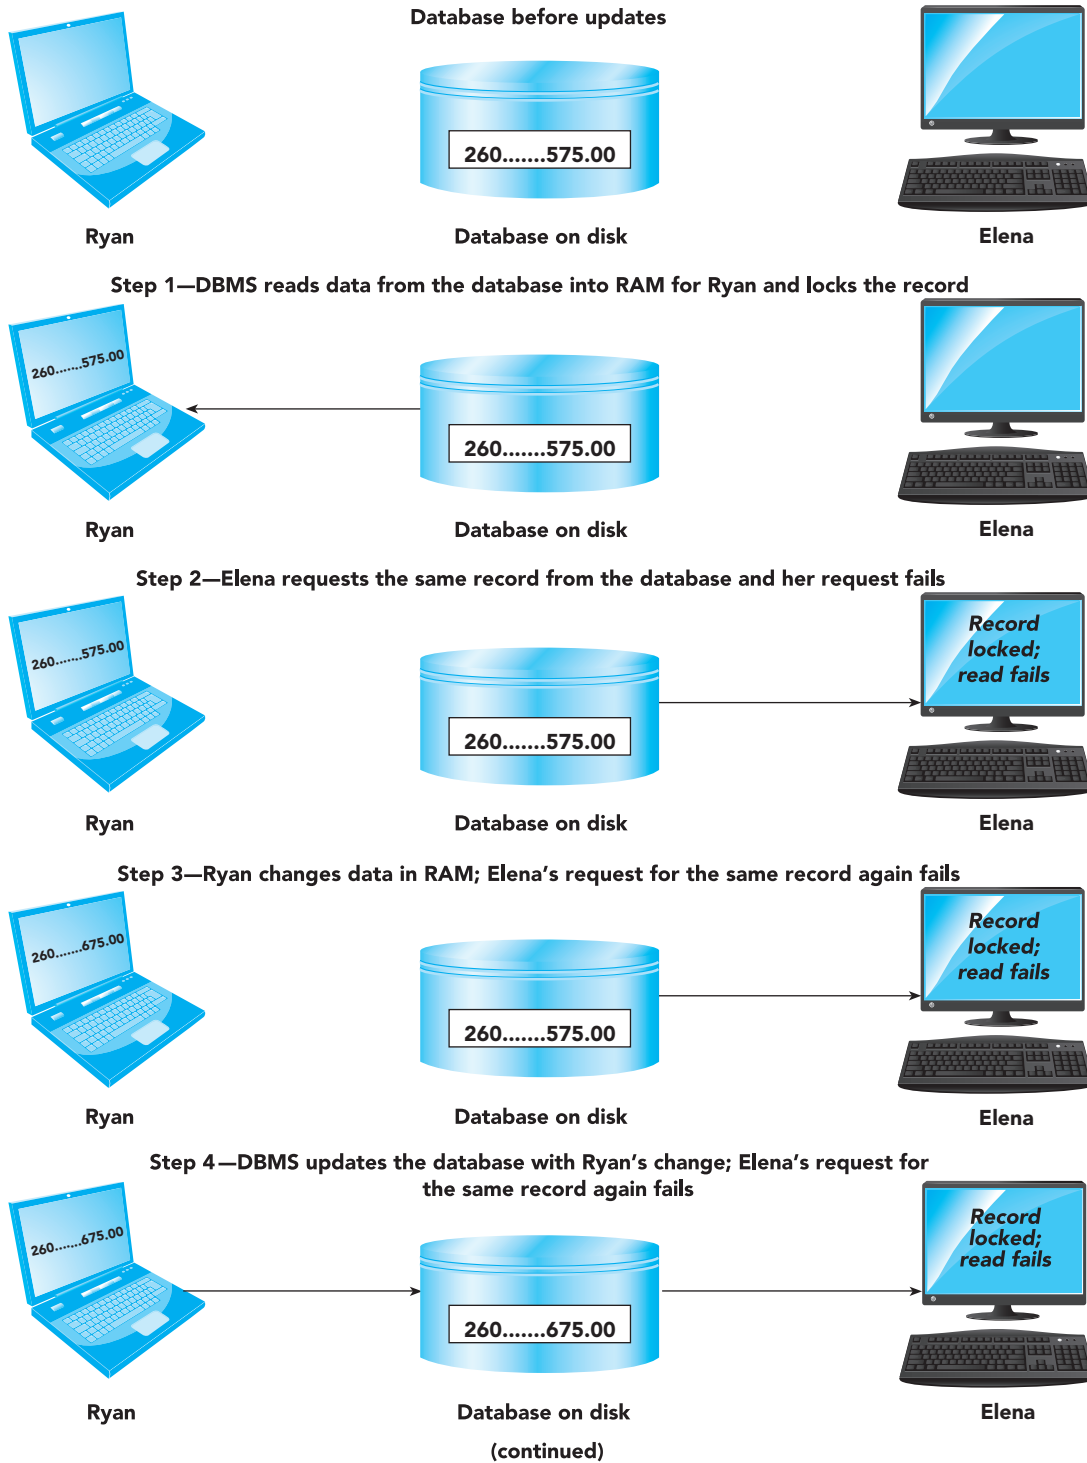 Database before updates
260.......575.00
Ryan
Database on disk
Elena
Step 1—DBMS reads data from the database into RAM for Ryan and locks the record
260.......575.00
260.......575.00
Ryan
Database on disk
Elena
Step 2—Elena requests the same record from the database and her request fails
260.......575.00
260.......575.00
Record
locked;
read fails
Ryan
Database on disk
Elena
Step 3—Ryan changes data in RAM; Elena’s request for the same record again fails
260.......675.00
260.......575.00
Record
locked;
read fails
Ryan
Database on disk
Elena
Step 4—DBMS updates the database with Ryan’s change; Elena’s request for
the same record again fails
260.......675.00
260.......675.00
Record
locked;
read fails
Ryan
Database on disk
Elena
(continued)